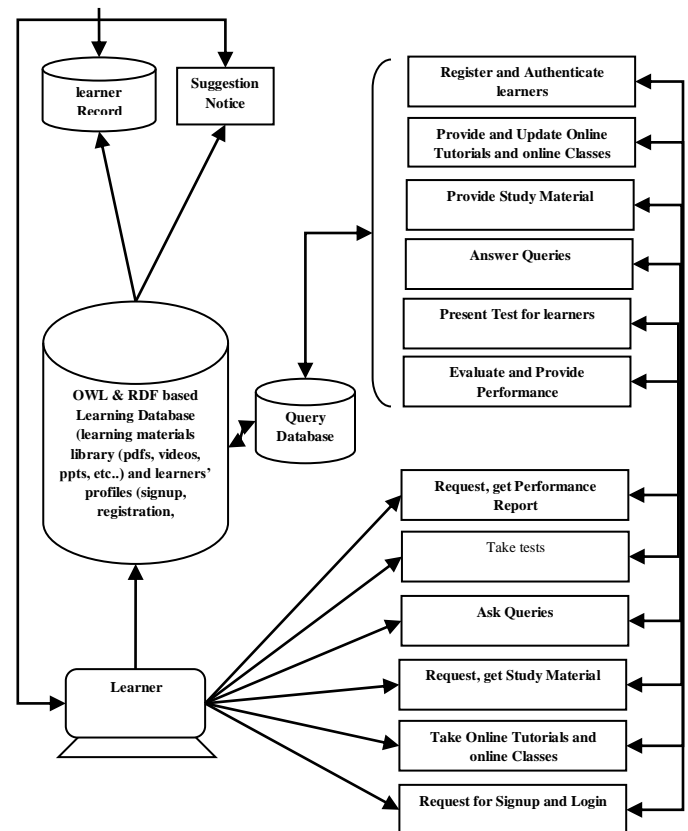 learner
Record
Suggestion
Notice
Register and Authenticate
learners
Provide and Update Online
Tutorials and online Classes
Provide Study Material
Answer Queries
Present Test for learners
Evaluate and Provide
Performance
OWL & RDF based
Learning Database
(learning materials
library (pdfs, videos,
ppts, etc..) and learners’
profiles (signup,
registration,
Query
Database
Request, get Performance
Report
Take tests
Ask Queries
Request, get Study Material
Take Online Tutorials and
online Classes
Request for Signup and Login
Learner